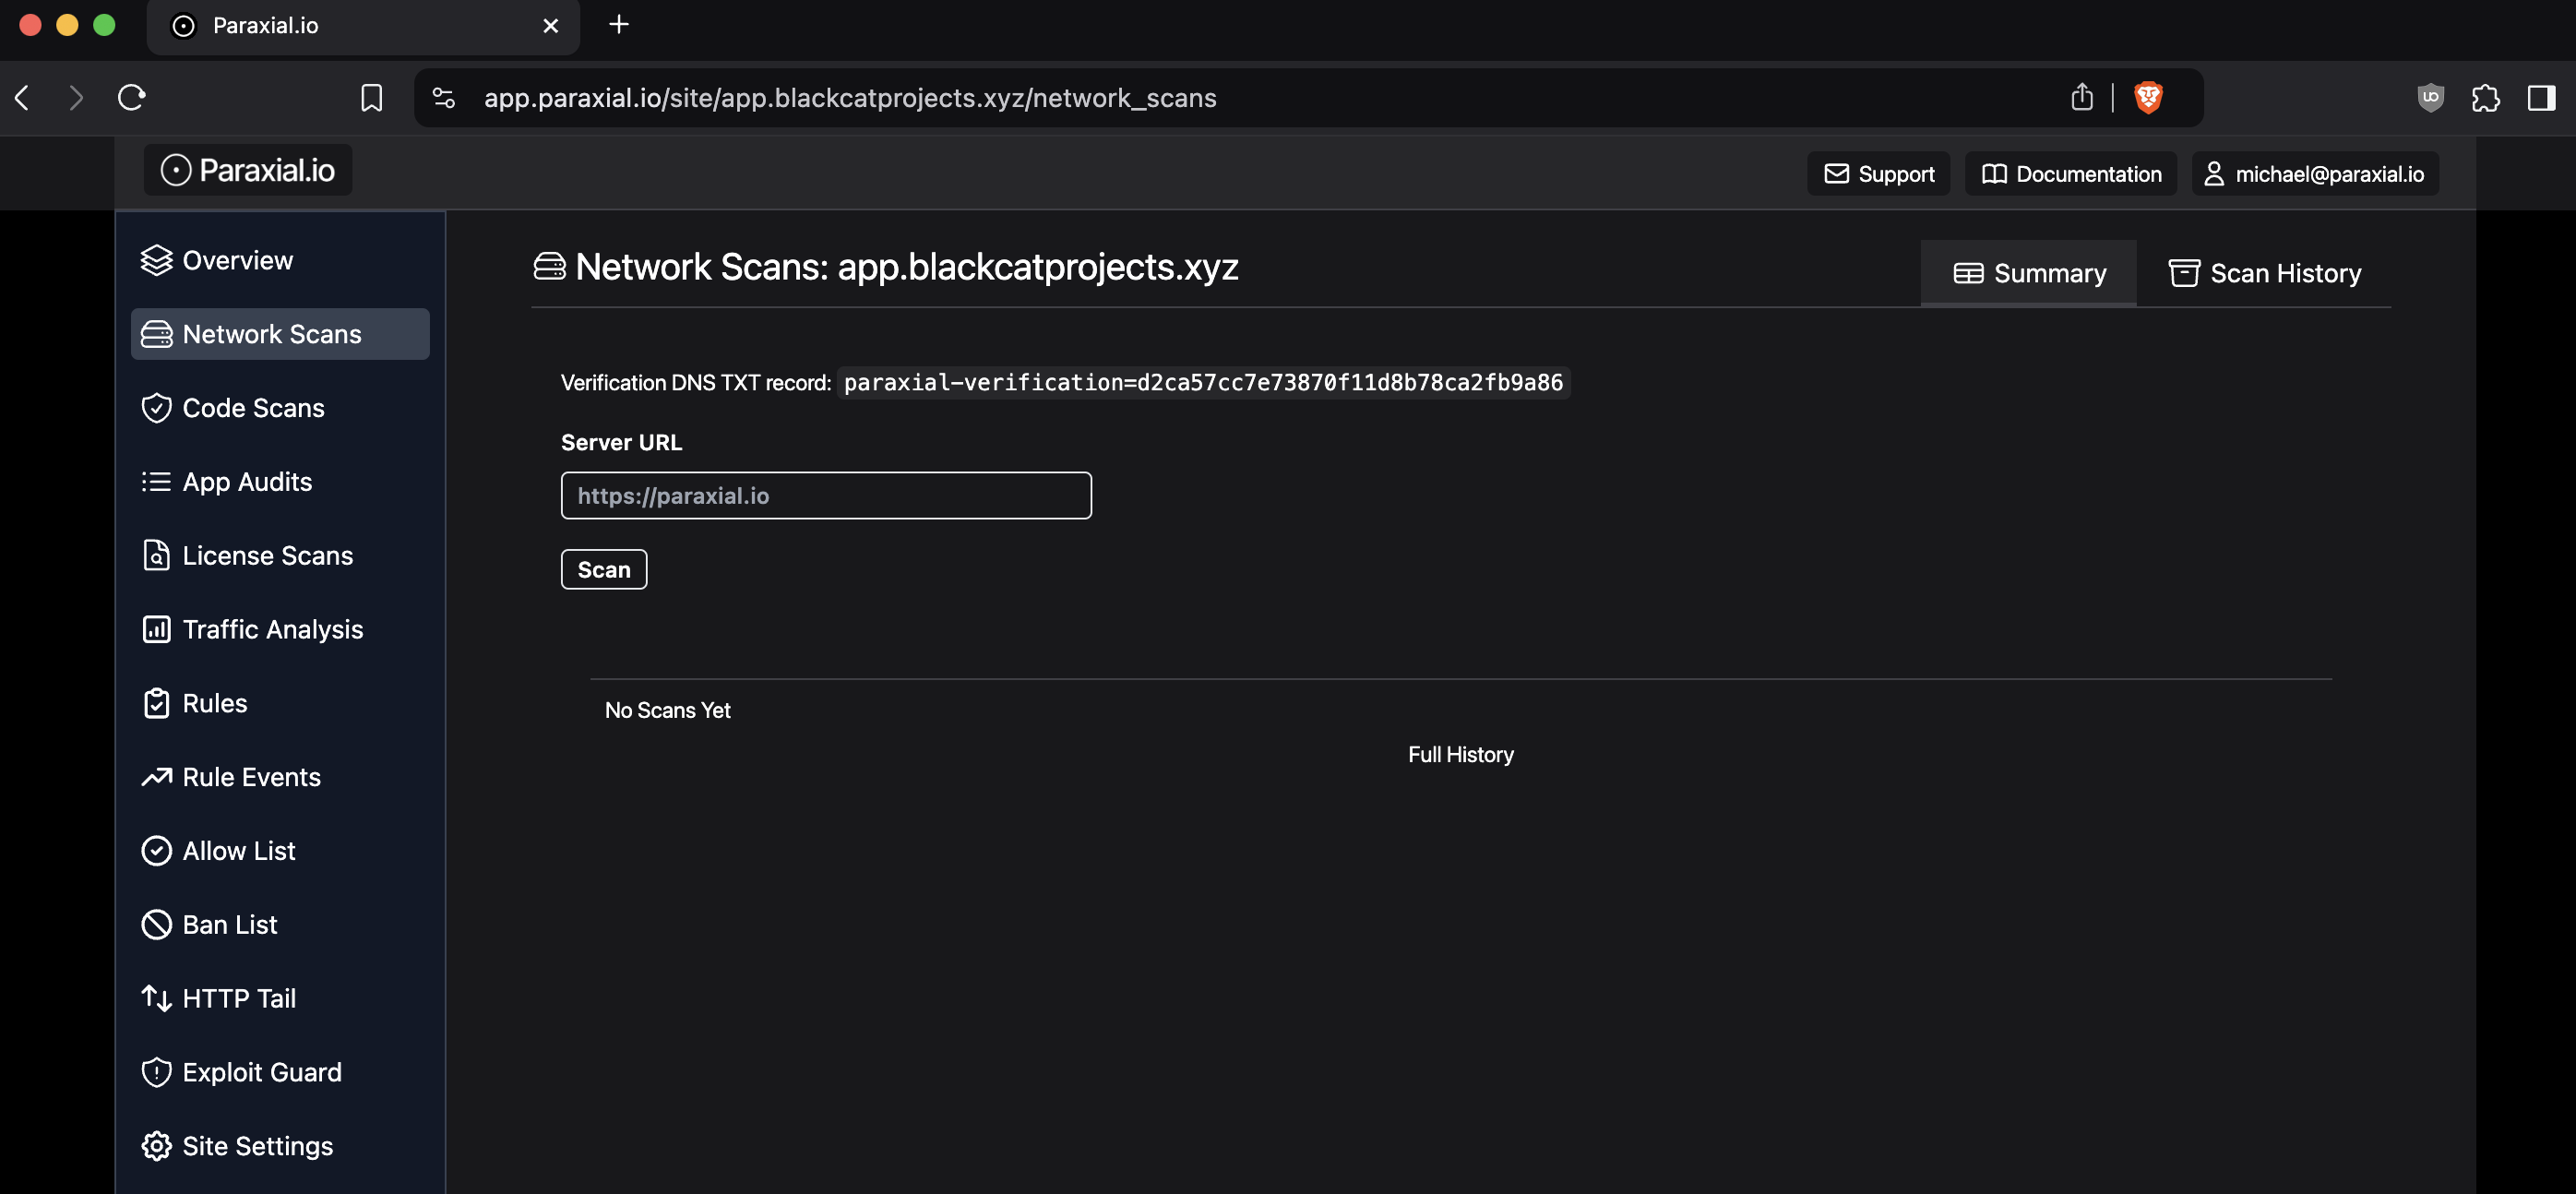 Paraxial.io
app.paraxial.io/site/app.blackcatprojects.xyz/network_scans
Paraxial.io
Support
Documentation
michael@paraxial.io
Overview
Network Scans
Code Scans
App Audits
License Scans
Traffic Analysis
Rules
Rule Events
Allow List
Ban List
HTTP Tail
Exploit Guard
Site Settings
Network Scans: app.blackcatprojects.xyz
Summary
Scan History
Verification DNS TXT record: paraxial-verification=d2ca57cc7e73870f11d8b78ca2fb9a86
Server URL
https://paraxial.io
Scan
No Scans Yet
Full History